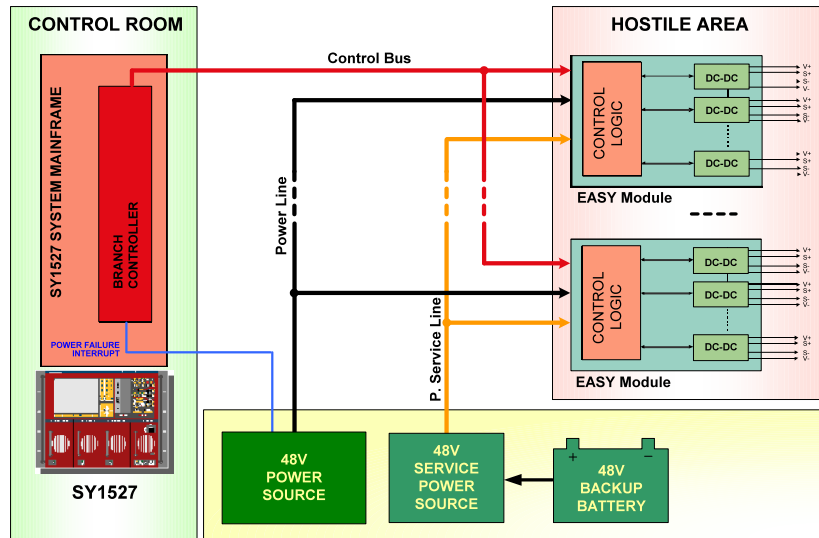 CONTROL ROOM
SY1527 SYSTEM MAINFRAME
BRANCH
CONTROLLER
POWER FAILURE
INTERRUPT
SY1527
Control Bus
Power Line
P. Service Line
HOSTILE AREA
CONTROL
LOGIC
DC-DC
V+
S+
S-
V-
DC-DC
V+
S+
S-
V-
DC-DC
V+
S+
S-
V-
EASY Module
CONTROL
LOGIC
DC-DC
V+
S+
S-
V-
DC-DC
V+
S+
S-
V-
DC-DC
V+
S+
S-
V-
EASY Module
48V
POWER
SOURCE
48V
SERVICE
POWER
SOURCE
+ −
48V
BACKUP
BATTERY